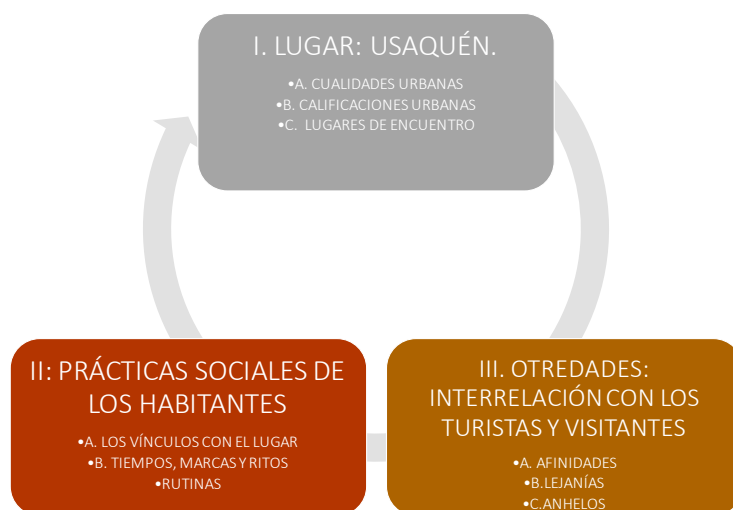 I. LUGAR: USAQUÉN.
•A. CUALIDADES URBANAS
•B. CALIFICACIONES URBANAS
•C. LUGARES DE ENCUENTRO
II: PRÁCTICAS SOCIALES DE
LOS HABITANTES
•A. LOS VÍNCULOS CON EL LUGAR
•B. TIEMPOS, MARCAS Y RITOS
•RUTINAS
III. OTREDADES:
INTERRELACIÓN CON LOS
TURISTAS Y VISITANTES
•A. AFINIDADES
•B.LEJANÍAS
•C.ANHELOS